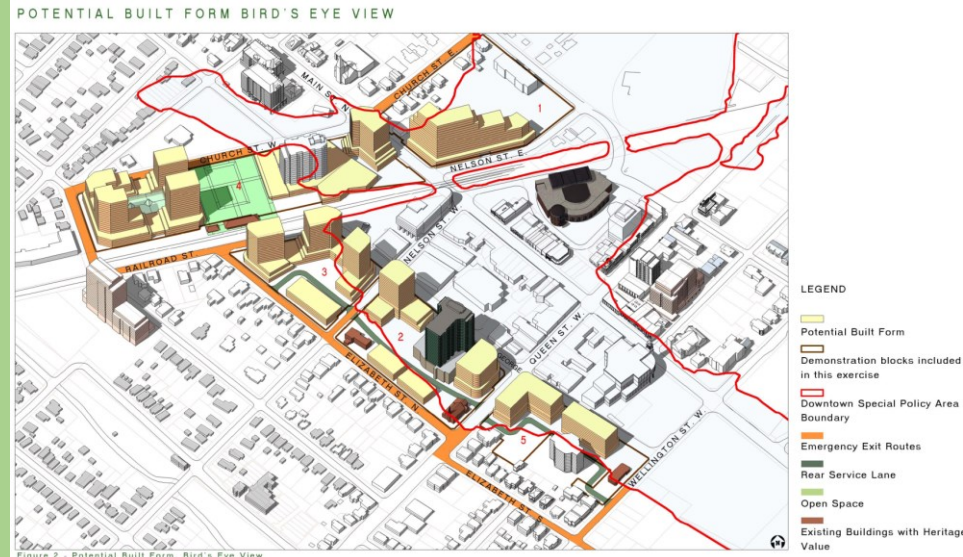 POTENTIAL BUILT FORM BIRD'S EYE VIEW
MAIN ST. N
CHURCH ST. E
1
CHURCH ST. W
NELSON ST. E
4
NELSON ST. W
RAILROAD ST.
3
2
QUEEN ST. W
ELIZABETH ST. N
5
WELLINGTON ST. W
ELIZABETH ST. S
LEGEND
Potential Built Form
Demonstration blocks included
in this exercise
Downtown Special Policy Area
Boundary
Emergency Exit Routes
Rear Service Lane
Open Space
Existing Buildings with Heritage
Value
Figure 2 - Potential Built Form, Bird's Eye View